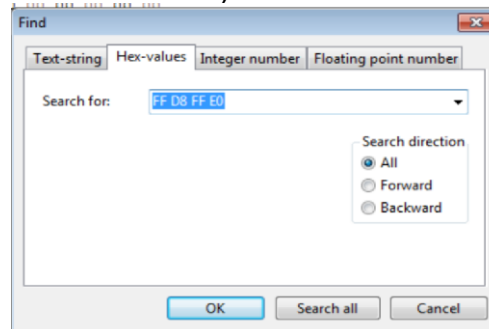 Find
Text-string Hex-values Integer number Floating point number
Search for: FF D8 FF E0
Search direction
All
Forward
Backward
OK Search all Cancel